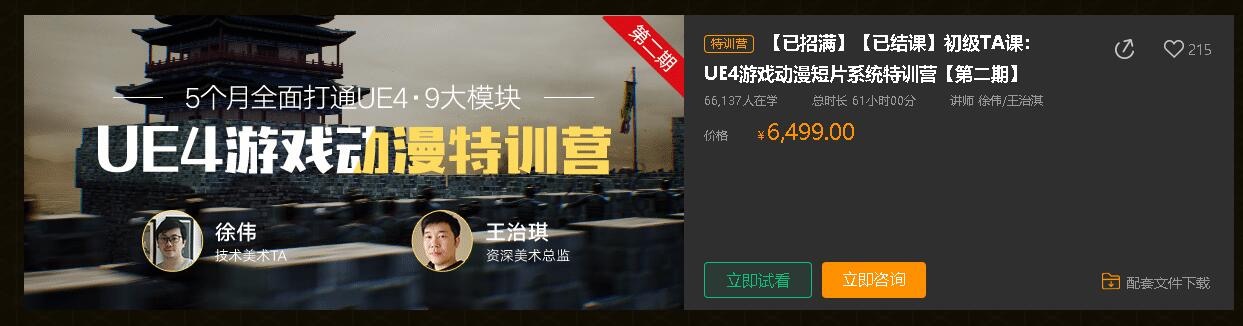 第二期
5个月全面打通UE4·9大模块
UE4游戏动漫特训营
徐伟
技术美术TA
王治琪
资深美术总监
特训营 【已招满】【已结课】初级TA课：
UE4游戏动漫短片系统特训营【第二期】
215
66,137人在学 总时长 61小时00分 讲师 徐伟/王治淇
价格 ¥6,499.00
立即试看 立即咨询 配套文件下载